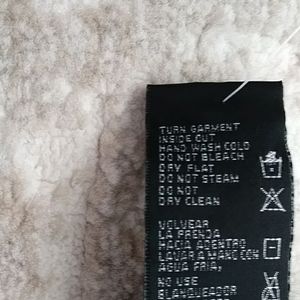 TURN GARMENT
INSIDE OUT
HAND WASH COLD
DO NOT BLEACH
DRY FLAT
DO NOT STEAM
DO NOT
DRY CLEAN
VOLVEAR
LA PRENDA
HACIA ADENTRO
LAVAR A MANO CON
AGUA FRIA,
NO USE
BLANQUEADOR